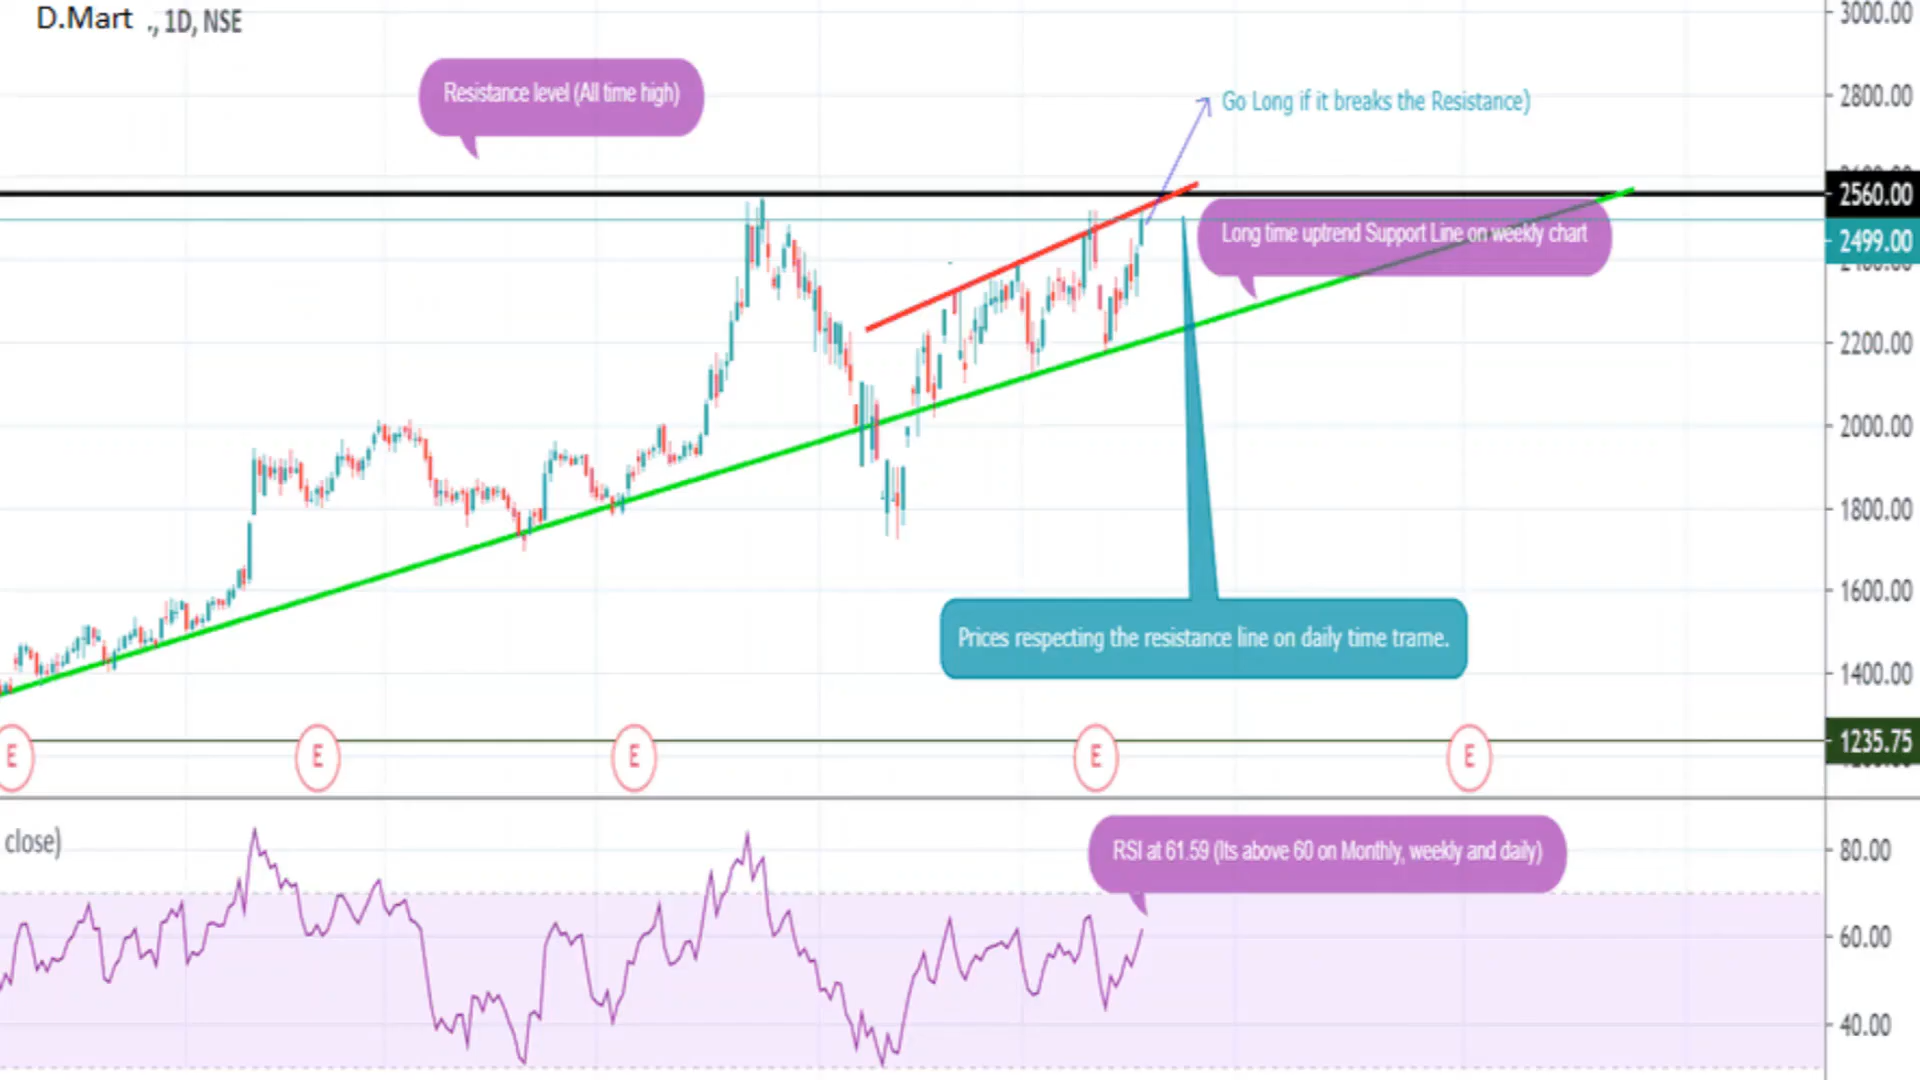 D.Mart ., 1D, NSE
3000.00
Resistance level (All time high)
Go Long if it breaks the Resistance)
2800.00
2560.00
Long time uptrend Support Line on weekly chart
2499.00
2200.00
2000.00
1800.00
1600.00
Prices respecting the resistance line on daily time trame.
1400.00
1235.75
E
E
E
E
E
close)
RSI at 61.59 (Its above 60 on Monthly, weekly and daily)
80.00
60.00
40.00